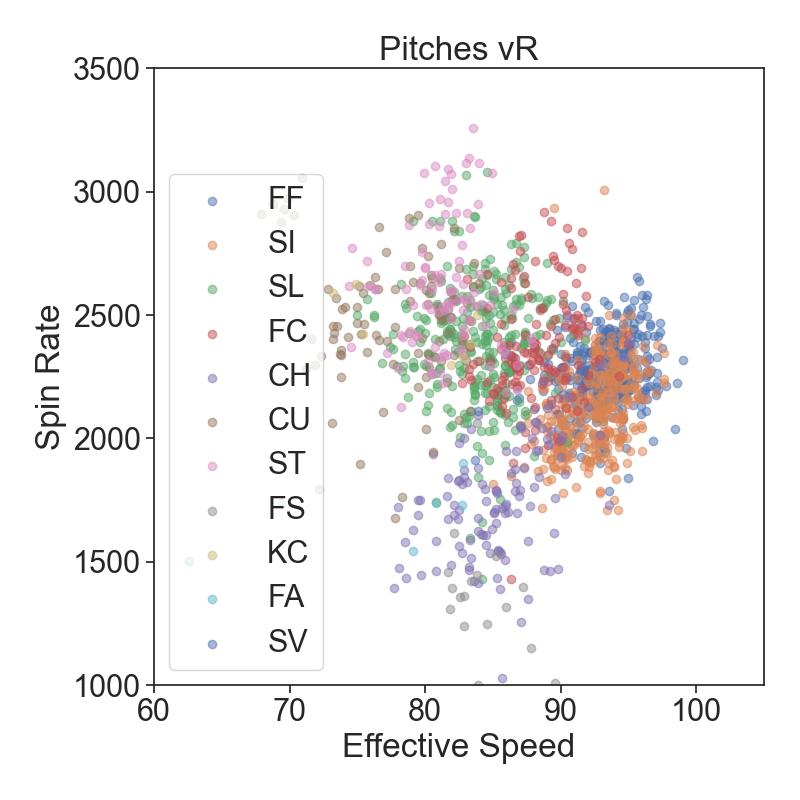 Pitches vR
3500
3000
2500
2000
1500
1000
Spin Rate
FF
SI
SL
FC
CH
CU
ST
FS
KC
FA
SV
60
70
80
90
100
Effective Speed